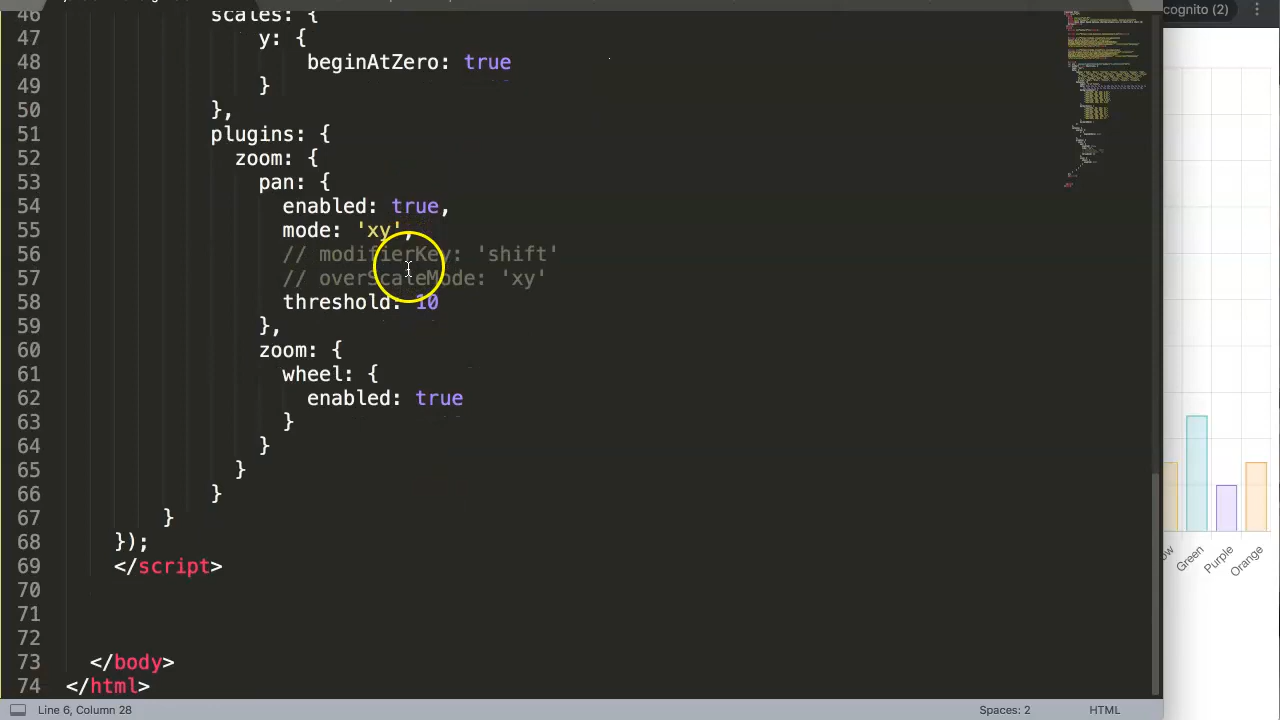 cognito (2)
46 scales: {
47 y: {
48 beginAtZero: true
49 }
50 },
51 plugins: {
52 zoom: {
53 pan: {
54 enabled: true,
55 mode: 'xy',
56 // modifierKey: 'shift'
57 // overScaleMode: 'xy'
58 threshold: 10
59 },
60 zoom: {
61 wheel: {
62 enabled: true
63 }
64 }
65 }
66 }
67 }
68 });
69 </script>
70
71
72
73 </body>
74 </html>
ow Green Purple Orange
Line 6, Column 28 Spaces: 2 HTML